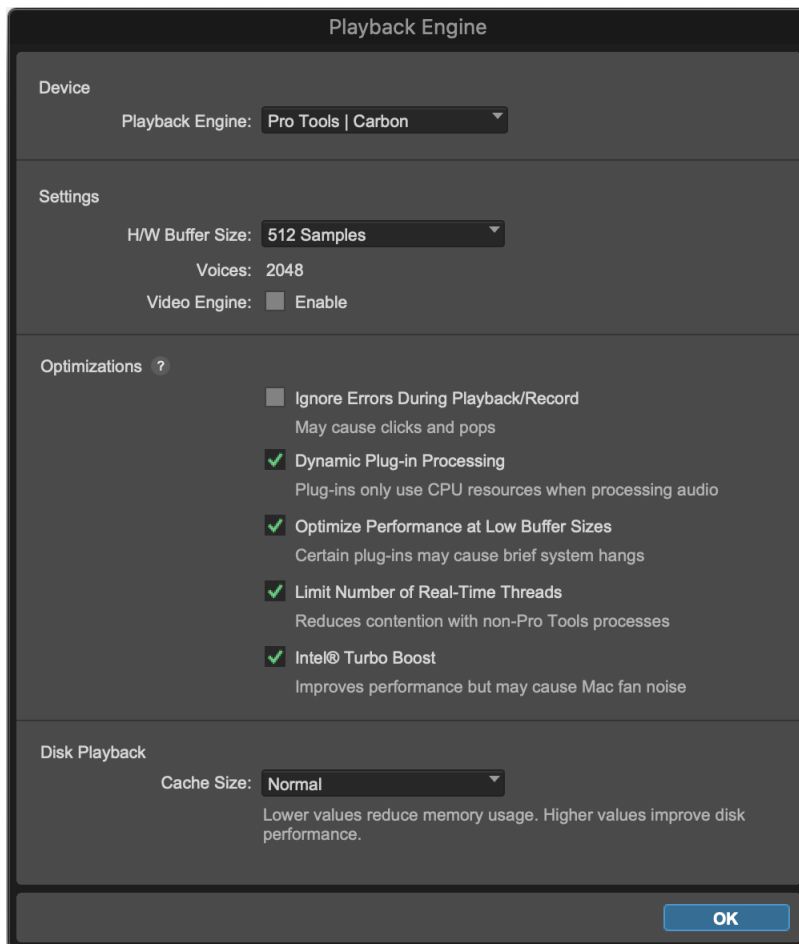 Playback Engine
Device
Playback Engine: Pro Tools | Carbon
Settings
H/W Buffer Size: 512 Samples
Voices: 2048
Video Engine: Enable
Optimizations ?
Ignore Errors During Playback/Record
May cause clicks and pops
Dynamic Plug-in Processing
Plug-ins only use CPU resources when processing audio
Optimize Performance at Low Buffer Sizes
Certain plug-ins may cause brief system hangs
Limit Number of Real-Time Threads
Reduces contention with non-Pro Tools processes
Intel® Turbo Boost
Improves performance but may cause Mac fan noise
Disk Playback
Cache Size: Normal
Lower values reduce memory usage. Higher values improve disk
performance.
OK